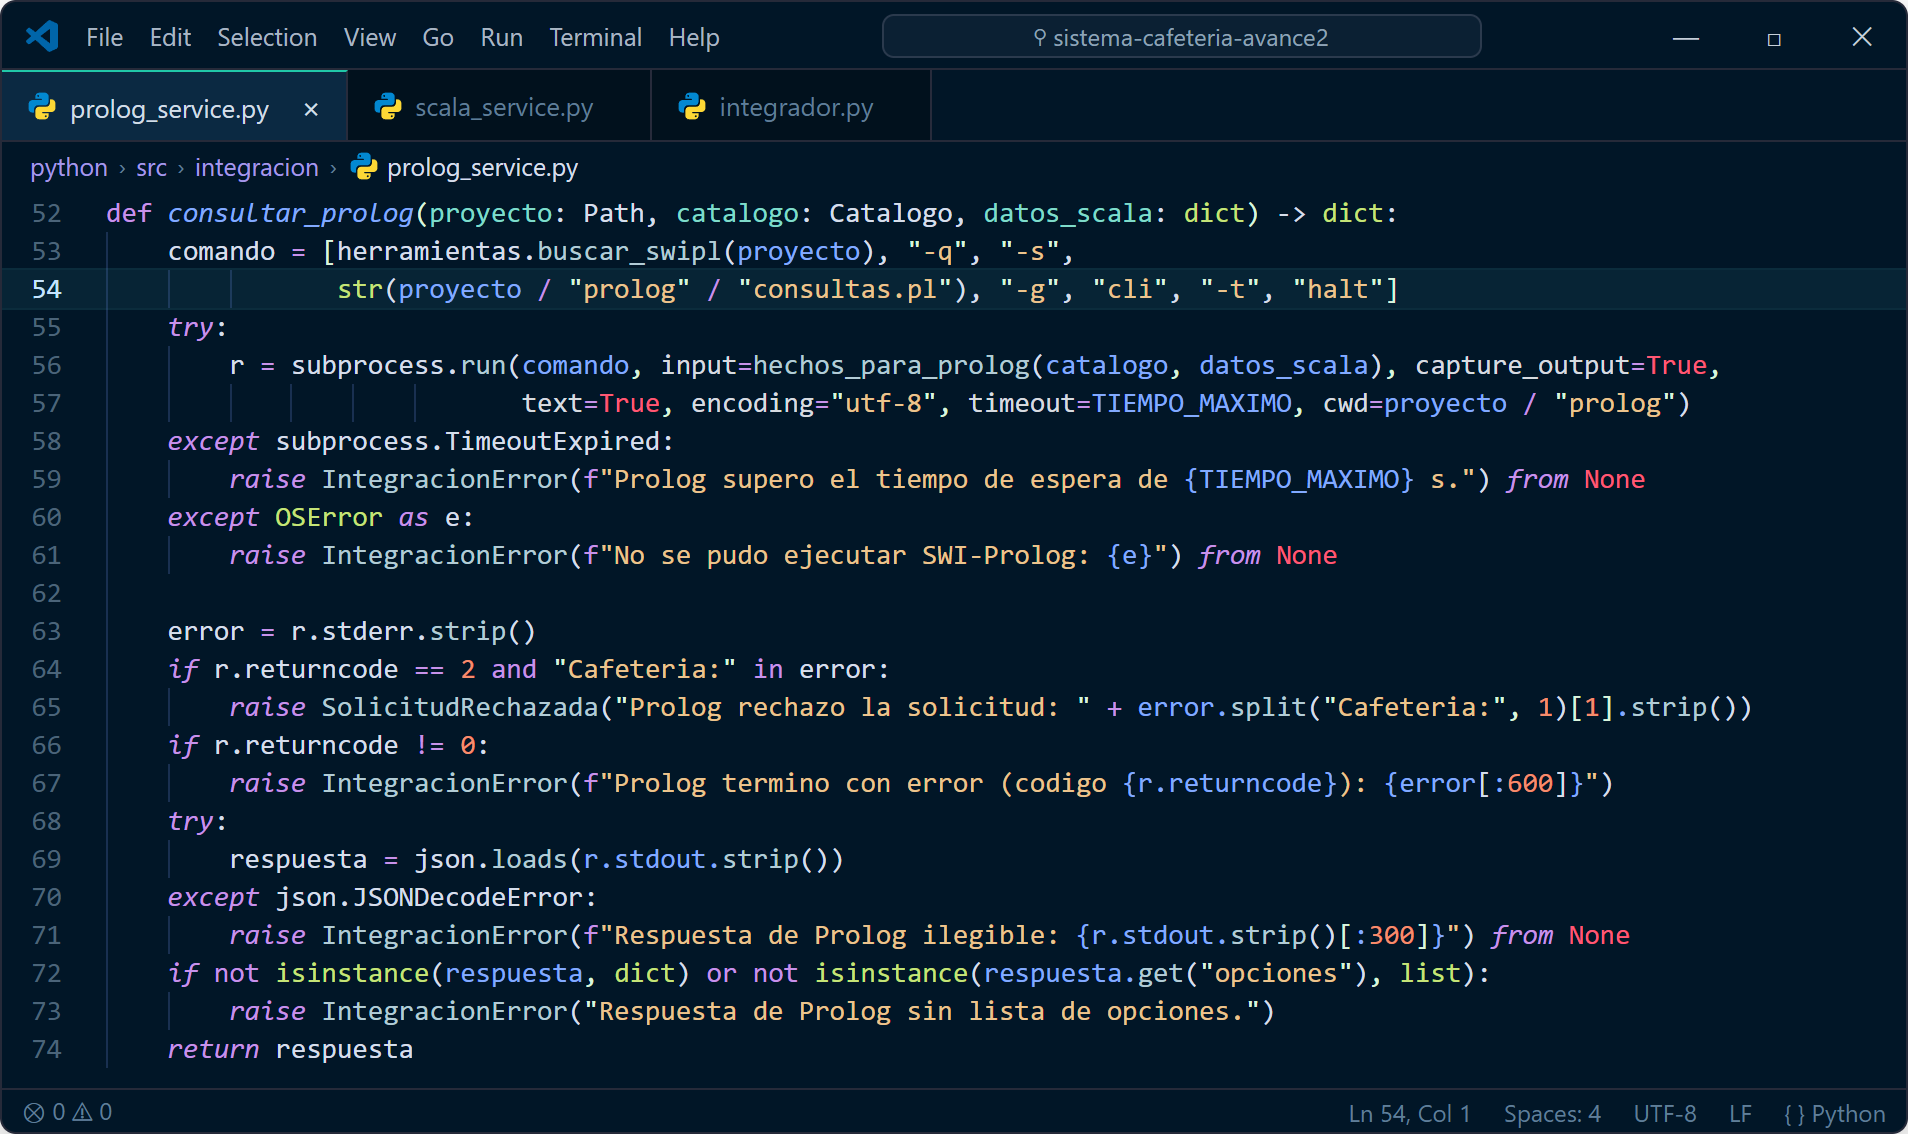 File Edit Selection View Go Run Terminal Help
sistema-cafeteria-avance2
prolog_service.py
scala_service.py
integrador.py
python › src › integracion › prolog_service.py
52 def consultar_prolog(proyecto: Path, catalogo: Catalogo, datos_scala: dict) -> dict:
53     comando = [herramientas.buscar_swipl(proyecto), "-q", "-s",
54                str(proyecto / "prolog" / "consultas.pl"), "-g", "cli", "-t", "halt"]
55     try:
56         r = subprocess.run(comando, input=hechos_para_prolog(catalogo, datos_scala), capture_output=True,
57                            text=True, encoding="utf-8", timeout=TIEMPO_MAXIMO, cwd=proyecto / "prolog")
58     except subprocess.TimeoutExpired:
59         raise IntegracionError(f"Prolog supero el tiempo de espera de {TIEMPO_MAXIMO} s.") from None
60     except OSError as e:
61         raise IntegracionError(f"No se pudo ejecutar SWI-Prolog: {e}") from None
62
63     error = r.stderr.strip()
64     if r.returncode == 2 and "Cafeteria:" in error:
65         raise SolicitudRechazada("Prolog rechazo la solicitud: " + error.split("Cafeteria:", 1)[1].strip())
66     if r.returncode != 0:
67         raise IntegracionError(f"Prolog termino con error (codigo {r.returncode}): {error[:600]}")
68     try:
69         respuesta = json.loads(r.stdout.strip())
70     except json.JSONDecodeError:
71         raise IntegracionError(f"Respuesta de Prolog ilegible: {r.stdout.strip()[:300]}") from None
72     if not isinstance(respuesta, dict) or not isinstance(respuesta.get("opciones"), list):
73         raise IntegracionError("Respuesta de Prolog sin lista de opciones.")
74     return respuesta
0 0
Ln 54, Col 1 Spaces: 4 UTF-8 LF { } Python